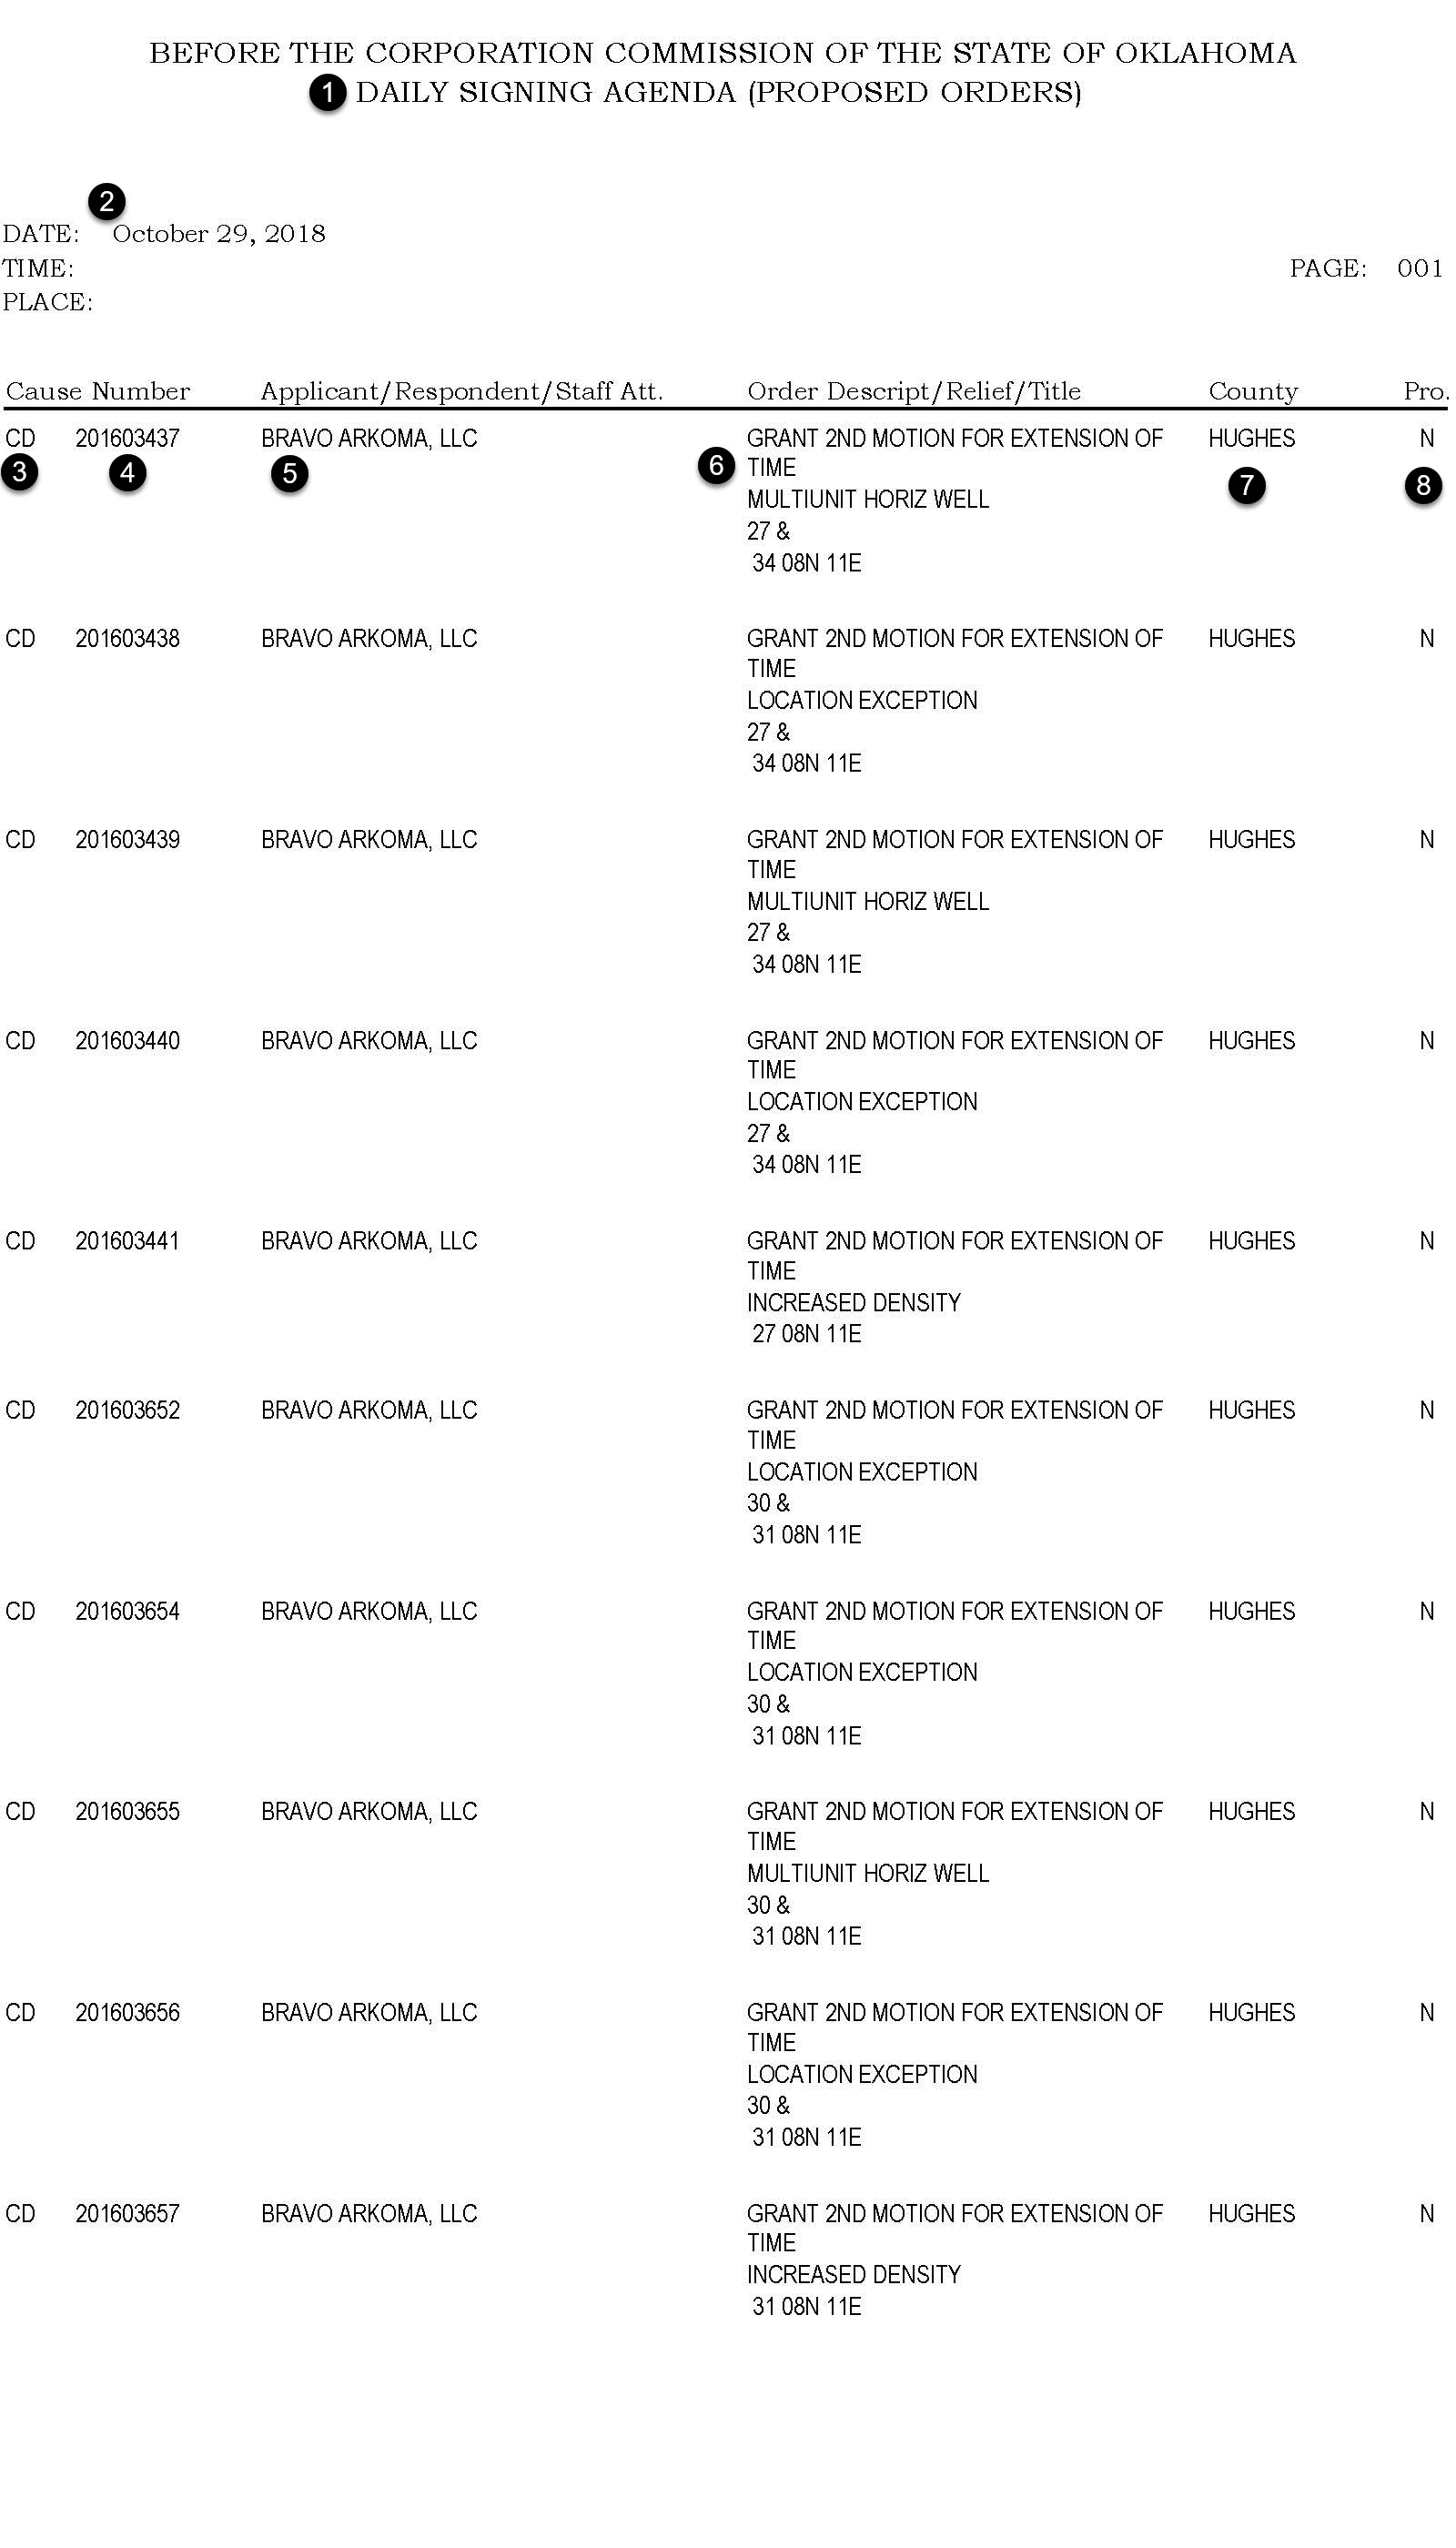 BEFORE THE CORPORATION COMMISSION OF THE STATE OF OKLAHOMA
1 DAILY SIGNING AGENDA (PROPOSED ORDERS)
2
DATE: October 29, 2018
TIME: PAGE: 001
PLACE:
Cause Number Applicant/Respondent/Staff Att. Order Descript/Relief/Title County Pro.
CD 201603437 BRAVO ARKOMA, LLC GRANT 2ND MOTION FOR EXTENSION OF HUGHES N
3 4 5 6 TIME 7 8
MULTIUNIT HORIZ WELL
27 &
34 08N 11E
CD 201603438 BRAVO ARKOMA, LLC GRANT 2ND MOTION FOR EXTENSION OF HUGHES N
TIME
LOCATION EXCEPTION
27 &
34 08N 11E
CD 201603439 BRAVO ARKOMA, LLC GRANT 2ND MOTION FOR EXTENSION OF HUGHES N
TIME
MULTIUNIT HORIZ WELL
27 &
34 08N 11E
CD 201603440 BRAVO ARKOMA, LLC GRANT 2ND MOTION FOR EXTENSION OF HUGHES N
TIME
LOCATION EXCEPTION
27 &
34 08N 11E
CD 201603441 BRAVO ARKOMA, LLC GRANT 2ND MOTION FOR EXTENSION OF HUGHES N
TIME
INCREASED DENSITY
27 08N 11E
CD 201603652 BRAVO ARKOMA, LLC GRANT 2ND MOTION FOR EXTENSION OF HUGHES N
TIME
LOCATION EXCEPTION
30 &
31 08N 11E
CD 201603654 BRAVO ARKOMA, LLC GRANT 2ND MOTION FOR EXTENSION OF HUGHES N
TIME
LOCATION EXCEPTION
30 &
31 08N 11E
CD 201603655 BRAVO ARKOMA, LLC GRANT 2ND MOTION FOR EXTENSION OF HUGHES N
TIME
MULTIUNIT HORIZ WELL
30 &
31 08N 11E
CD 201603656 BRAVO ARKOMA, LLC GRANT 2ND MOTION FOR EXTENSION OF HUGHES N
TIME
LOCATION EXCEPTION
30 &
31 08N 11E
CD 201603657 BRAVO ARKOMA, LLC GRANT 2ND MOTION FOR EXTENSION OF HUGHES N
TIME
INCREASED DENSITY
31 08N 11E